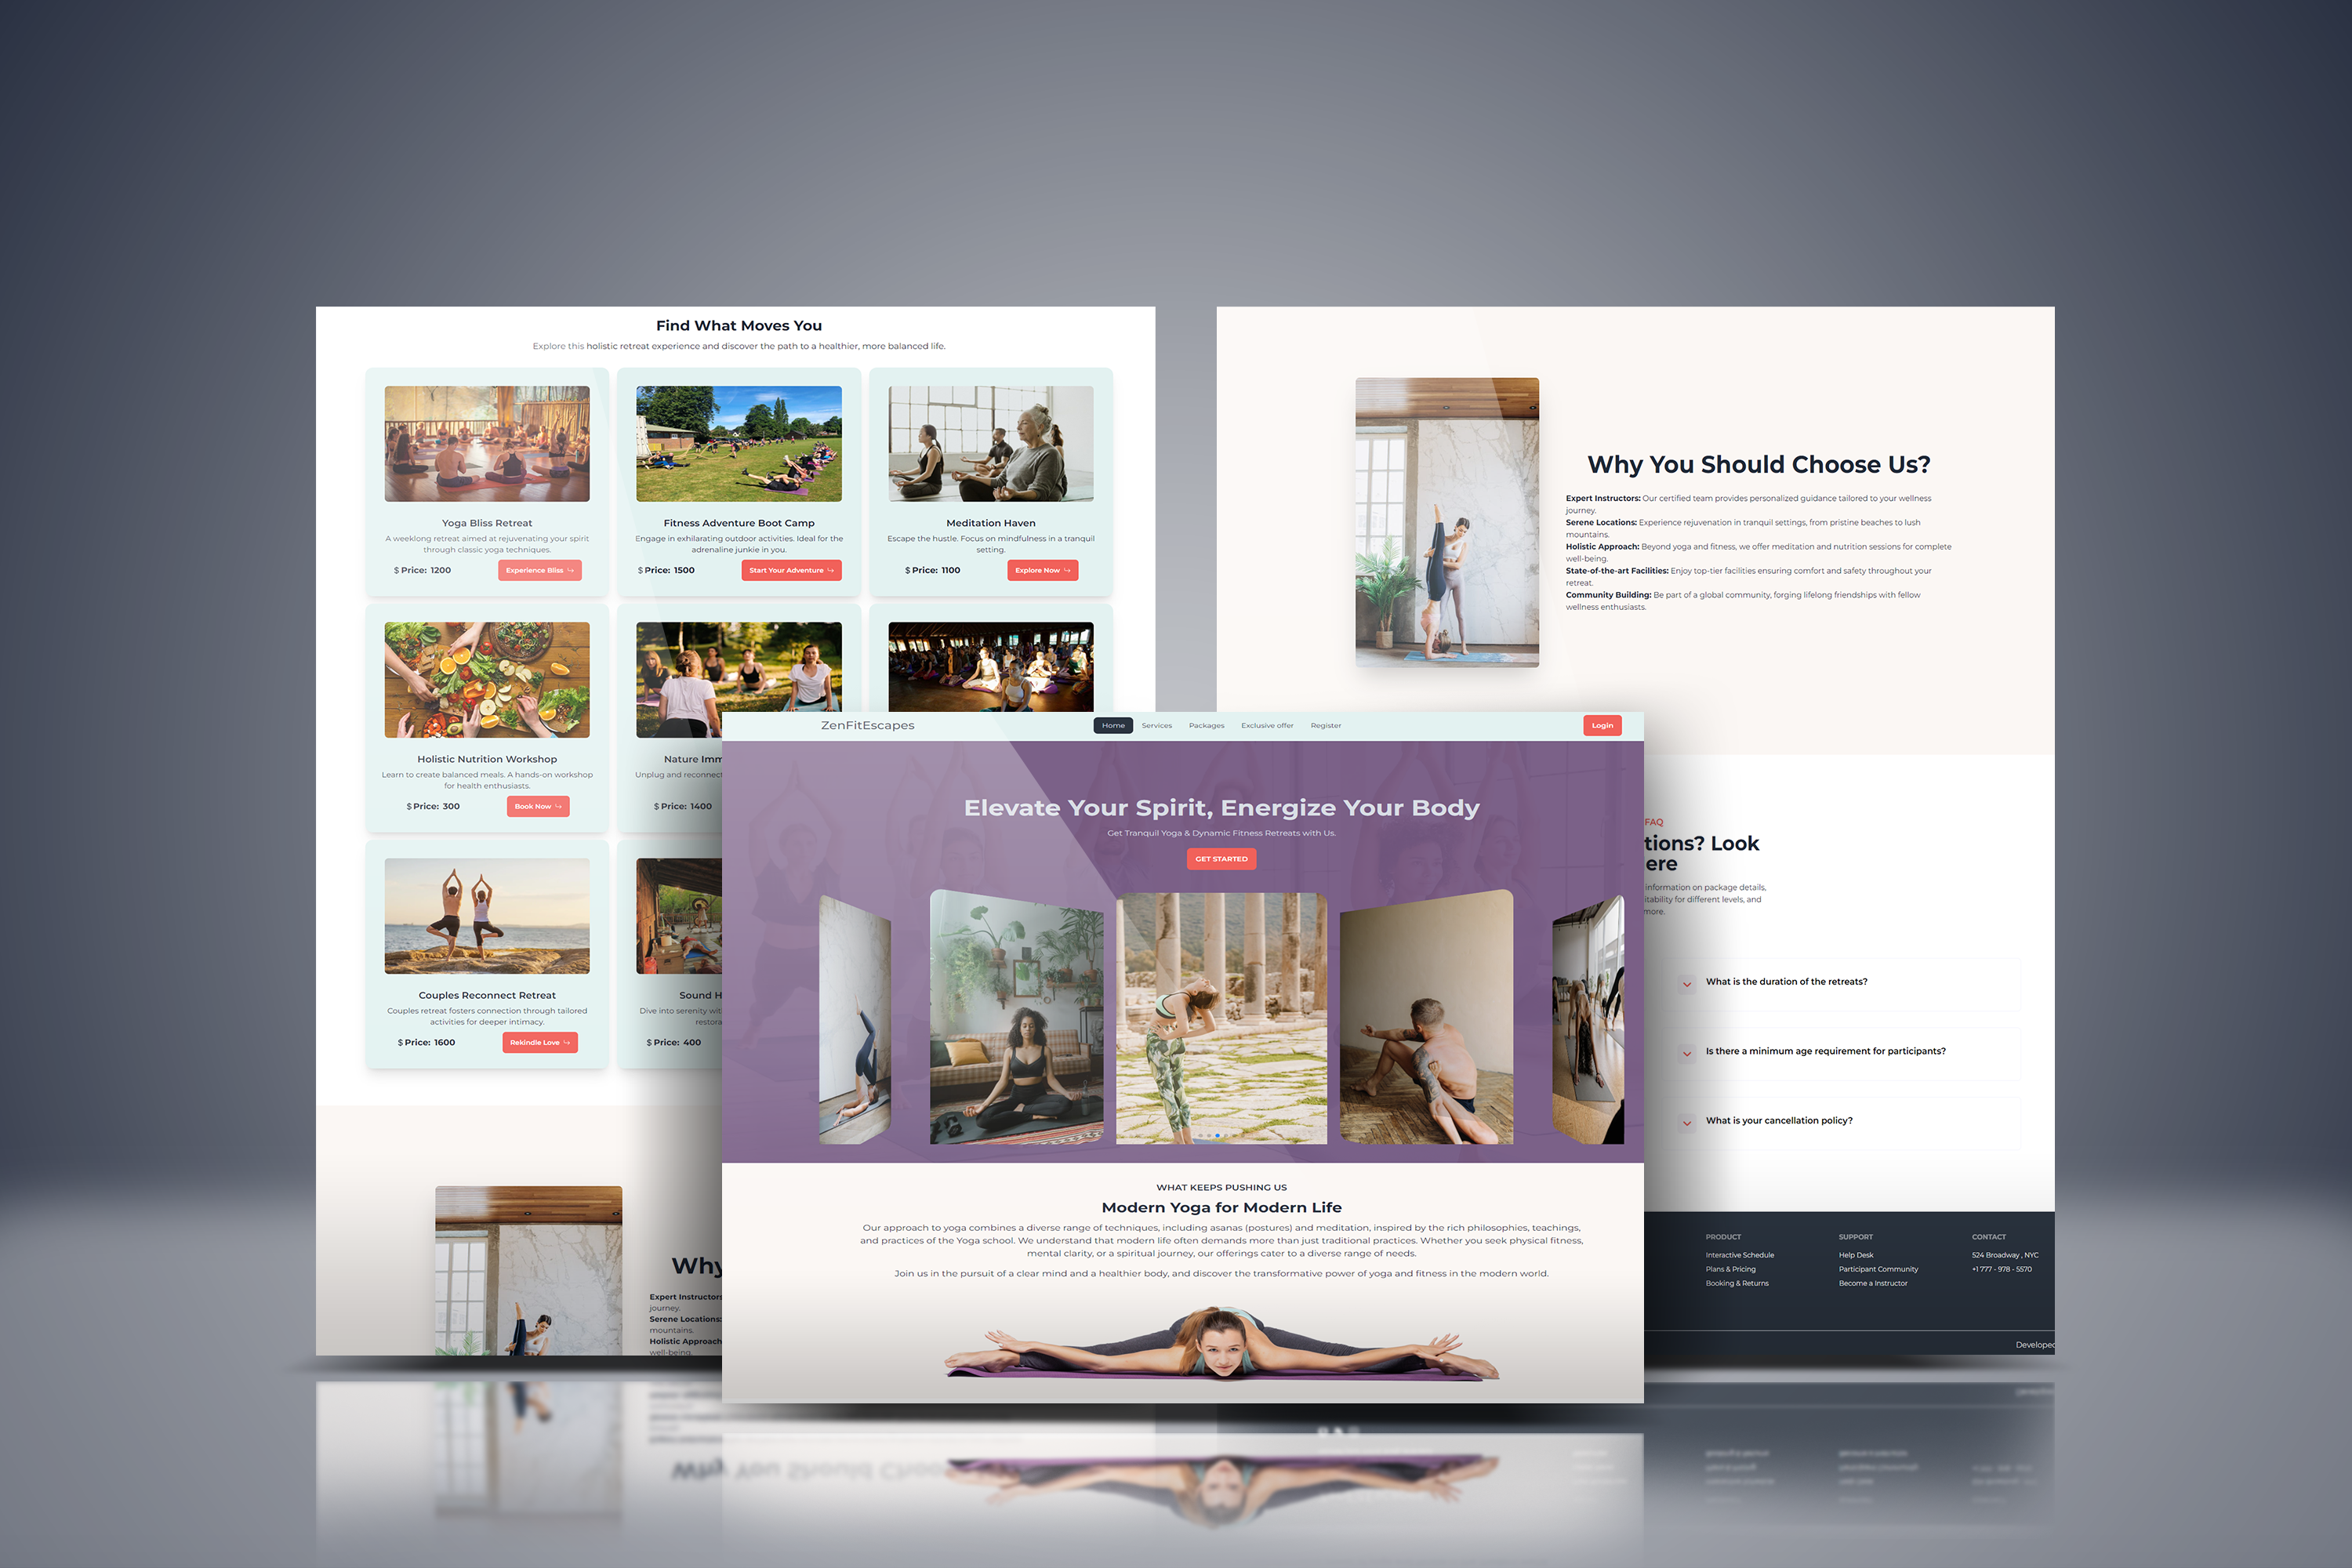 Find What Moves You
Explore this holistic retreat experience and discover the path to a healthier, more balanced life.
Yoga Bliss Retreat
A weeklong retreat aimed at rejuvenating your spirit
through classic yoga techniques.
$ Price: 1200
Experience Bliss
Fitness Adventure Boot Camp
Engage in exhilarating outdoor activities. Ideal for the
adrenaline junkie in you.
$ Price: 1500
Start Your Adventure
Meditation Haven
Escape the hustle. Focus on mindfulness in a tranquil
setting.
$ Price: 1100
Explore Now
Holistic Nutrition Workshop
Learn to create balanced meals. A hands-on workshop
for health enthusiasts.
$ Price: 300
Book Now
Nature Imm
Unplug and reconnect
$ Price: 1400
Couples Reconnect Retreat
Couples retreat fosters connection through tailored
activities for deeper intimacy.
$ Price: 1600
Rekindle Love
Sound H
Dive into serenity wit
restora
$ Price: 400
Why
Expert Instructors
journey.
Serene Locations:
mountains.
Holistic Approach
well-being.
Why You Should Choose Us?
Expert Instructors: Our certified team provides personalized guidance tailored to your wellness
journey.
Serene Locations: Experience rejuvenation in tranquil settings, from pristine beaches to lush
mountains.
Holistic Approach: Beyond yoga and fitness, we offer meditation and nutrition sessions for complete
well-being.
State-of-the-art Facilities: Enjoy top-tier facilities ensuring comfort and safety throughout your
retreat.
Community Building: Be part of a global community, forging lifelong friendships with fellow
wellness enthusiasts.
FAQ
tions? Look
ere
information on package details,
itability for different levels, and
more.
What is the duration of the retreats?
Is there a minimum age requirement for participants?
What is your cancellation policy?
PRODUCT
Interactive Schedule
Plans & Pricing
Booking & Returns
SUPPORT
Help Desk
Participant Community
Become a Instructor
CONTACT
524 Broadway , NYC
+1 777 - 978 - 5570
Developed
ZenFitEscapes
Home Services Packages Exclusive offer Register
Login
Elevate Your Spirit, Energize Your Body
Get Tranquil Yoga & Dynamic Fitness Retreats with Us.
GET STARTED
WHAT KEEPS PUSHING US
Modern Yoga for Modern Life
Our approach to yoga combines a diverse range of techniques, including asanas (postures) and meditation, inspired by the rich philosophies, teachings,
and practices of the Yoga school. We understand that modern life often demands more than just traditional practices. Whether you seek physical fitness,
mental clarity, or a spiritual journey, our offerings cater to a diverse range of needs.
Join us in the pursuit of a clear mind and a healthier body, and discover the transformative power of yoga and fitness in the modern world.